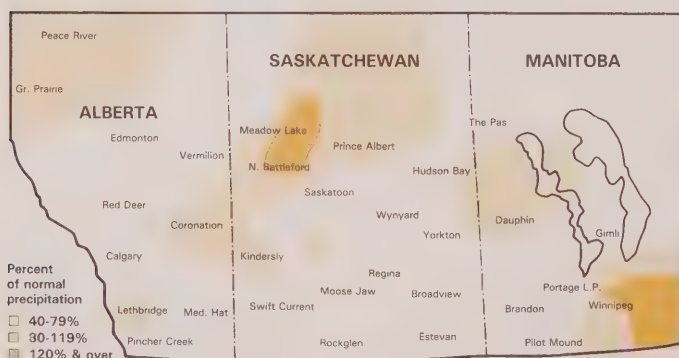 Peace River
SASKATCHEWAN
MANITOBA
Gr. Prairie
ALBERTA
The Pas
Edmonton
Meadow Lake
Prince Albert
Vermilion
N. Battleford
Hudson Bay
Saskatoon
Red Deer
Wynyard
Dauphin
Coronation
Yorkton
Gimli
Calgary
Kindersly
Percent
of normal
precipitation
Regina
Moose Jaw
Broadview
Portage L.P.
Lethbridge
Med. Hat
Swift Current
Brandon
Winnipeg
40-79%
30-119%
120% & over
Pincher Creek
Rockglen
Estevan
Pilot Mound